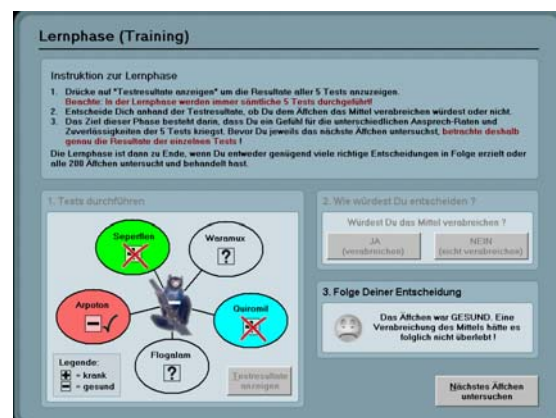 Lernphase (Training)
Instruktion zur Lernphase
1. Drücke auf "Testresultate anzeigen" um die Resultate aller 5 Tests anzuzeigen.
Beachte: In der Lernphase werden immer sämtliche 5 Tests durchgeführt!
2. Entscheide Dich anhand der Testresultate, ob Du dem Äffchen das Mittel verabreichen würdest oder nicht.
3. Das Ziel dieser Phase besteht darin, dass Du ein Gefühl für die unterschiedlichen Ansprech-Raten und
Zuverlässigkeiten der 5 Tests kriegst. Bevor Du jeweils das nächste Äffchen untersuchst, betrachte deshalb
genau die Resultate der einzelnen Tests !
Die Lernphase ist dann zu Ende, wenn Du entweder genügend viele richtige Entscheidungen in Folge erzielt oder
alle 200 Äffchen untersucht und behandelt hast.
1. Tests durchführen
Seperflen
Waramux
?
Arpoton
Quiromil
Flogalam
?
Legende:
+ = krank
− = gesund
Testresultate
anzeigen
2. Wie würdest Du entscheiden ?
Würdest Du das Mittel verabreichen ?
JA
(verabreichen)
NEIN
(nicht verabreichen)
3. Folge Deiner Entscheidung
Das Äffchen war GESUND. Eine
Verabreichung des Mittels hätte es
folglich nicht überlebt !
Nächstes Äffchen
untersuchen